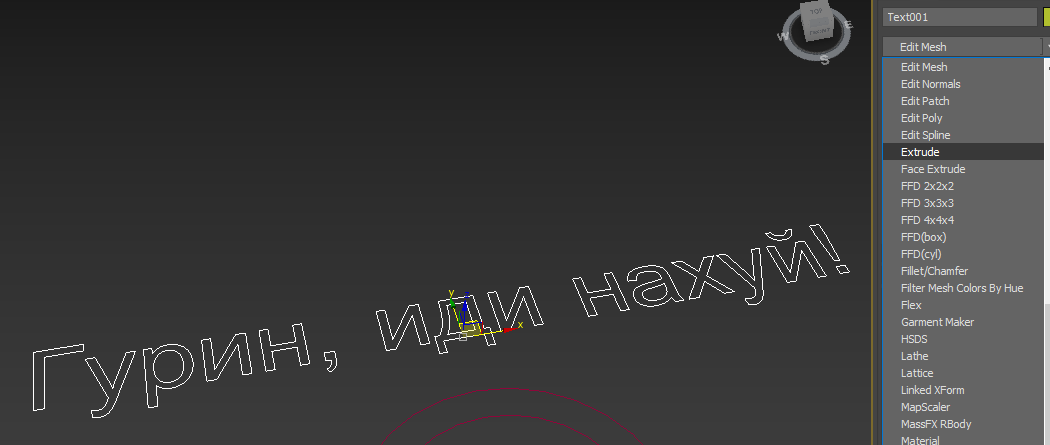 Text001
Edit Mesh
Edit Mesh
Edit Normals
Edit Patch
Edit Poly
Edit Spline
Extrude
Face Extrude
FFD 2x2x2
FFD 3x3x3
FFD 4x4x4
FFD(box)
FFD(cyl)
Fillet/Chamfer
Filter Mesh Colors By Hue
Flex
Garment Maker
HSDS
Lathe
Lattice
Linked XForm
MapScaler
MassFX RBody
Material
TOP
FRONT
W
E
S
Гурин, иди нахуй!
y
x